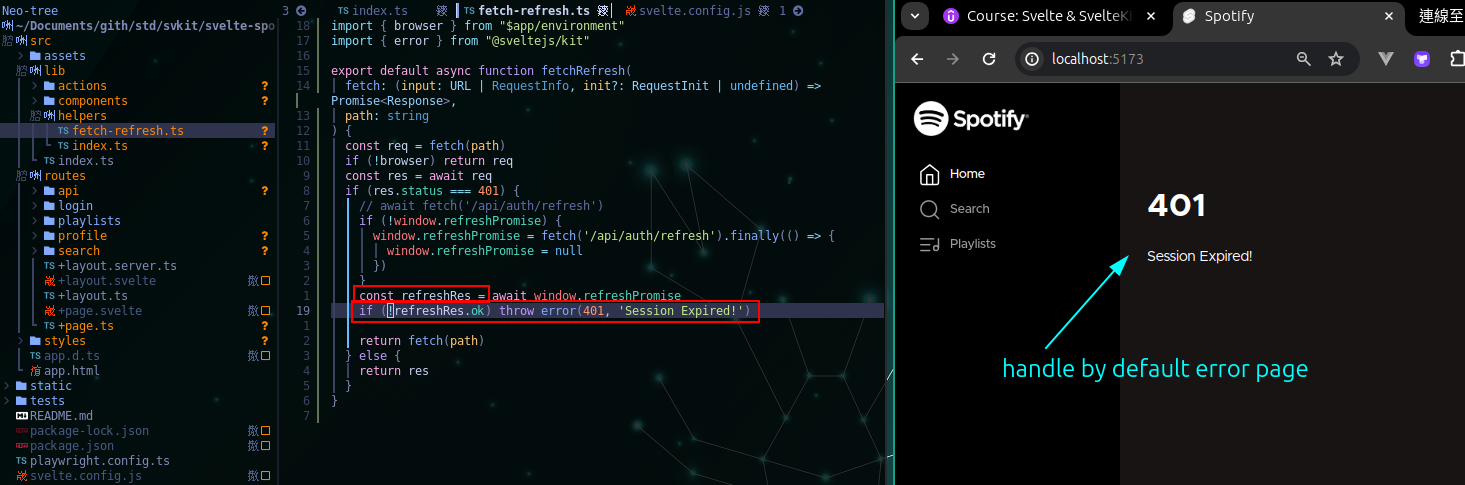 Neo-tree
3
~/Documents/gith/std/svkit/svelte-spo
src
assets
lib
actions ?
components ?
helpers
TS fetch-refresh.ts ?
TS index.ts ?
TS index.ts
routes
api ?
login
playlists
profile ?
search ?
TS +layout.server.ts
+layout.svelte
TS +layout.ts
+page.svelte
TS +page.ts ?
styles ?
TS app.d.ts
app.html
static
tests
README.md
package-lock.json
package.json
TS playwright.config.ts
svelte.config.js
TS index.ts TS fetch-refresh.ts svelte.config.js 1
18 import { browser } from "$app/environment"
17 import { error } from "@sveltejs/kit"
16
15 export default async function fetchRefresh(
14 fetch: (input: URL | RequestInfo, init?: RequestInit | undefined) =>
Promise<Response>,
13 path: string
12 ) {
11 const req = fetch(path)
10 if (!browser) return req
9 const res = await req
8 if (res.status === 401) {
7 // await fetch('/api/auth/refresh')
6 if (!window.refreshPromise) {
5 window.refreshPromise = fetch('/api/auth/refresh').finally(() => {
4 window.refreshPromise = null
3 })
2 }
1 const refreshRes = await window.refreshPromise
19 if (!refreshRes.ok) throw error(401, 'Session Expired!')
1
2 return fetch(path)
3 } else {
4 return res
5 }
6 }
7
Course: Svelte & SvelteKi
Spotify
連線至
localhost:5173
Spotify
Home
Search
Playlists
401
Session Expired!
handle by default error page